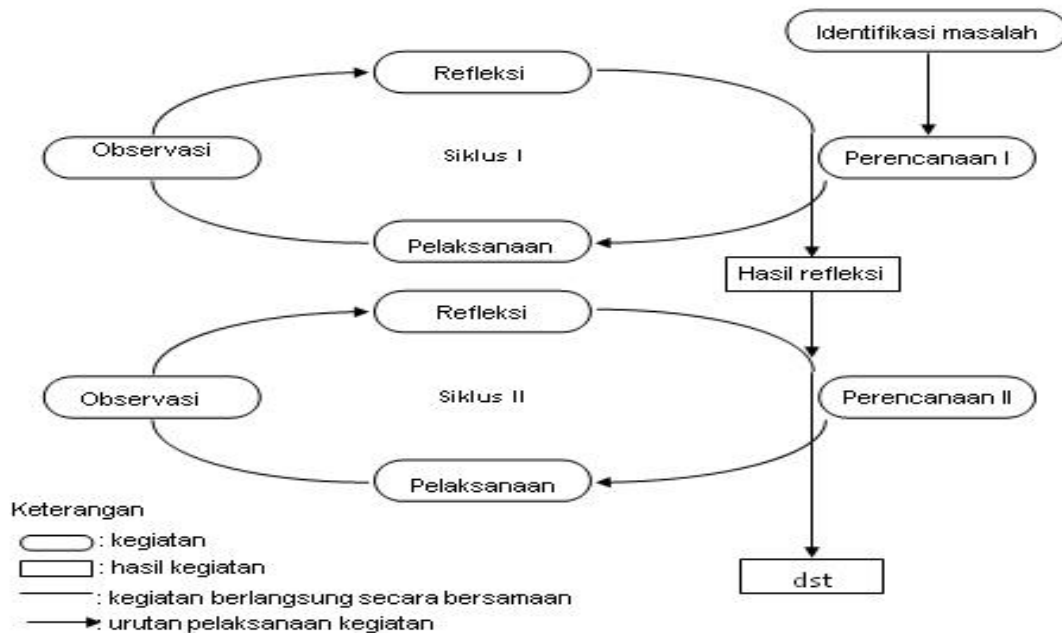 Identifikasi masalah
Refleksi
Observasi
Siklus I
Perencanaan I
Pelaksanaan
Hasil refleksi
Refleksi
Observasi
Siklus II
Perencanaan II
Pelaksanaan
Keterangan
: kegiatan
: hasil kegiatan
: kegiatan berlangsung secara bersamaan
: urutan pelaksanaan kegiatan
dst